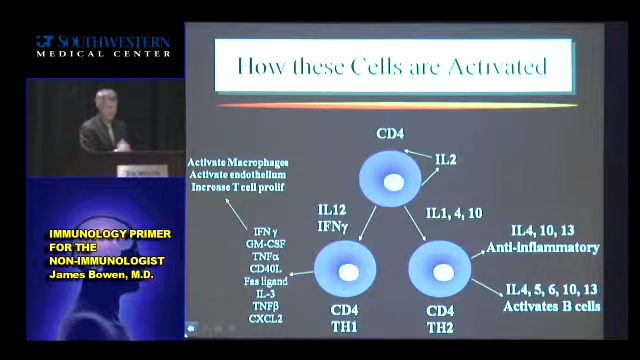 UT SOUTHWESTERN
MEDICAL CENTER
How these Cells are Activated
CD4
IL2
Activate Macrophages
Activate endothelium
Increase T cell prolif
IL12
IFNγ
IL1, 4, 10
IFN γ
GM-CSF
TNFα
CD40L
Fas ligand
IL-3
TNFβ
CXCL2
IL4, 10, 13
Anti-inflammatory
IL4, 5, 6, 10, 13
Activates B cells
CD4
TH1
CD4
TH2
IMMUNOLOGY PRIMER
FOR THE
NON-IMMUNOLOGIST
James Bowen, M.D.